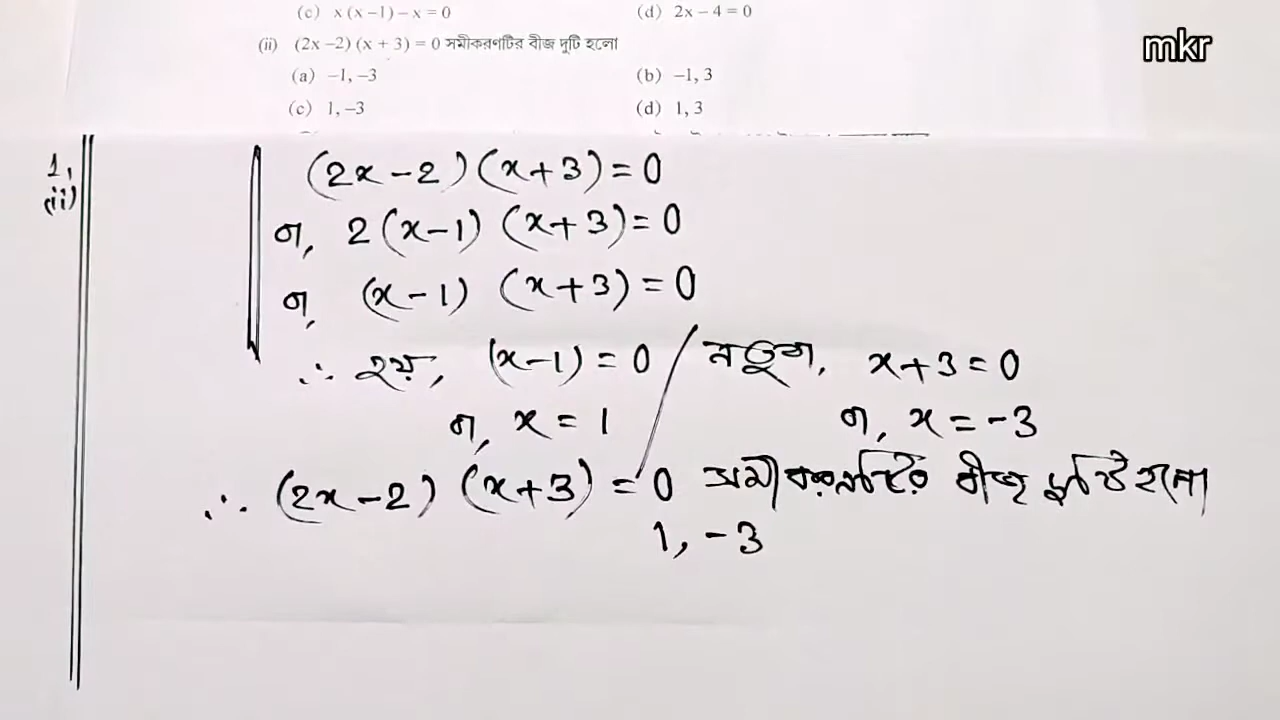 (c) x (x –1) – x = 0
(d) 2x – 4 = 0
mkr
(ii) (2x –2) (x + 3) = 0 সমীকরণটির বীজ দুটি হলো
(a) –1, –3
(b) –1, 3
(c) 1, –3
(d) 1, 3
1.
(ii)
(2x – 2) (x + 3) = 0
বা, 2 (x – 1) (x + 3) = 0
বা, (x – 1) (x + 3) = 0
∴ হয়, (x – 1) = 0 / নতুবা, x + 3 = 0
বা, x = 1 বা, x = –3
∴ (2x – 2) (x + 3) = 0 সমীকরনটির বীজ দুটি হলো
1, –3